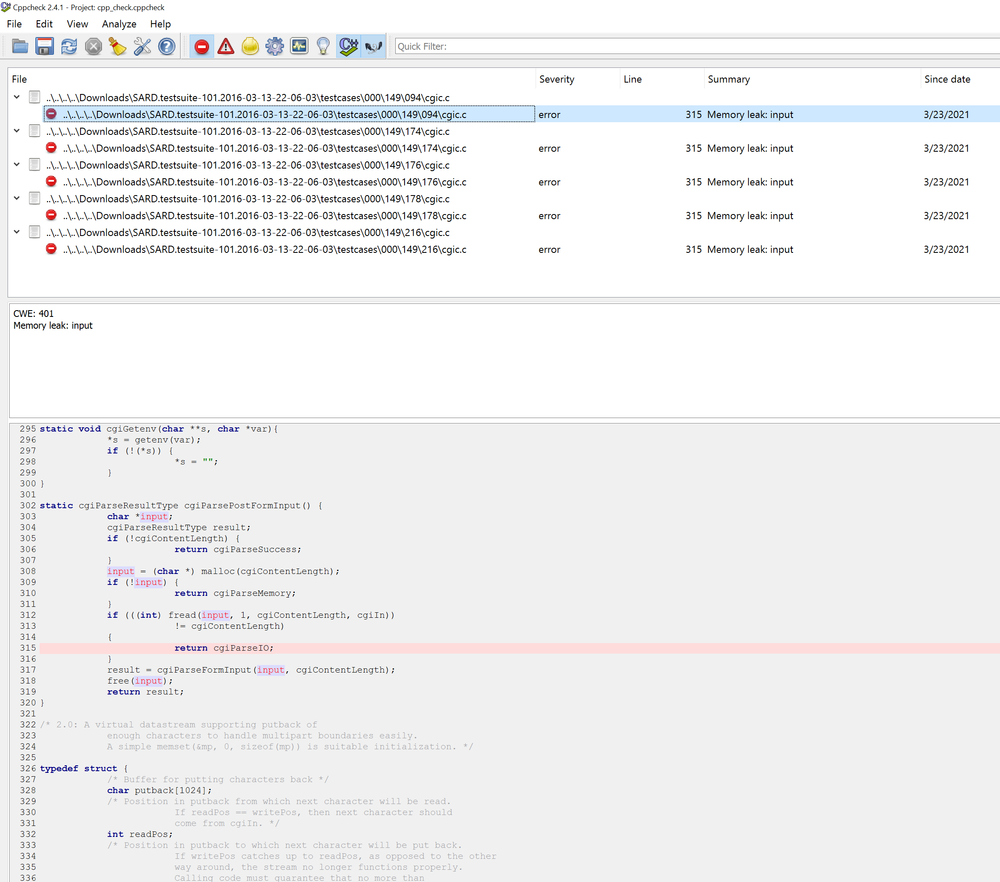 Cppcheck 2.4.1 - Project: cpp_check.cppcheck
File Edit View Analyze Help
Quick Filter:
File Severity Line Summary Since date
..\..\..\..\Downloads\SARD.testsuite-101.2016-03-13-22-06-03\testcases\000\149\094\cgic.c
..\..\..\..\Downloads\SARD.testsuite-101.2016-03-13-22-06-03\testcases\000\149\094\cgic.c error 315 Memory leak: input 3/23/2021
..\..\..\..\Downloads\SARD.testsuite-101.2016-03-13-22-06-03\testcases\000\149\174\cgic.c
..\..\..\..\Downloads\SARD.testsuite-101.2016-03-13-22-06-03\testcases\000\149\174\cgic.c error 315 Memory leak: input 3/23/2021
..\..\..\..\Downloads\SARD.testsuite-101.2016-03-13-22-06-03\testcases\000\149\176\cgic.c
..\..\..\..\Downloads\SARD.testsuite-101.2016-03-13-22-06-03\testcases\000\149\176\cgic.c error 315 Memory leak: input 3/23/2021
..\..\..\..\Downloads\SARD.testsuite-101.2016-03-13-22-06-03\testcases\000\149\178\cgic.c
..\..\..\..\Downloads\SARD.testsuite-101.2016-03-13-22-06-03\testcases\000\149\178\cgic.c error 315 Memory leak: input 3/23/2021
..\..\..\..\Downloads\SARD.testsuite-101.2016-03-13-22-06-03\testcases\000\149\216\cgic.c
..\..\..\..\Downloads\SARD.testsuite-101.2016-03-13-22-06-03\testcases\000\149\216\cgic.c error 315 Memory leak: input 3/23/2021
CWE: 401
Memory leak: input
295 static void cgiGetenv(char **s, char *var){
296 *s = getenv(var);
297 if (!(*s)) {
298 *s = "";
299 }
300 }
301
302 static cgiParseResultType cgiParsePostFormInput() {
303 char *input;
304 cgiParseResultType result;
305 if (!cgiContentLength) {
306 return cgiParseSuccess;
307 }
308 input = (char *) malloc(cgiContentLength);
309 if (!input) {
310 return cgiParseMemory;
311 }
312 if (((int) fread(input, 1, cgiContentLength, cgiIn))
313 != cgiContentLength)
314 {
315 return cgiParseIO;
316 }
317 result = cgiParseFormInput(input, cgiContentLength);
318 free(input);
319 return result;
320 }
321
322 /* 2.0: A virtual datastream supporting putback of
323 enough characters to handle multipart boundaries easily.
324 A simple memset(&mp, 0, sizeof(mp)) is suitable initialization. */
325
326 typedef struct {
327 /* Buffer for putting characters back */
328 char putback[1024];
329 /* Position in putback from which next character will be read.
330 If readPos == writePos, then next character should
331 come from cgiIn. */
332 int readPos;
333 /* Position in putback to which next character will be put back.
334 If writePos catches up to readPos, as opposed to the other
335 way around, the stream no longer functions properly.
336 Calling code must guarantee that no more than